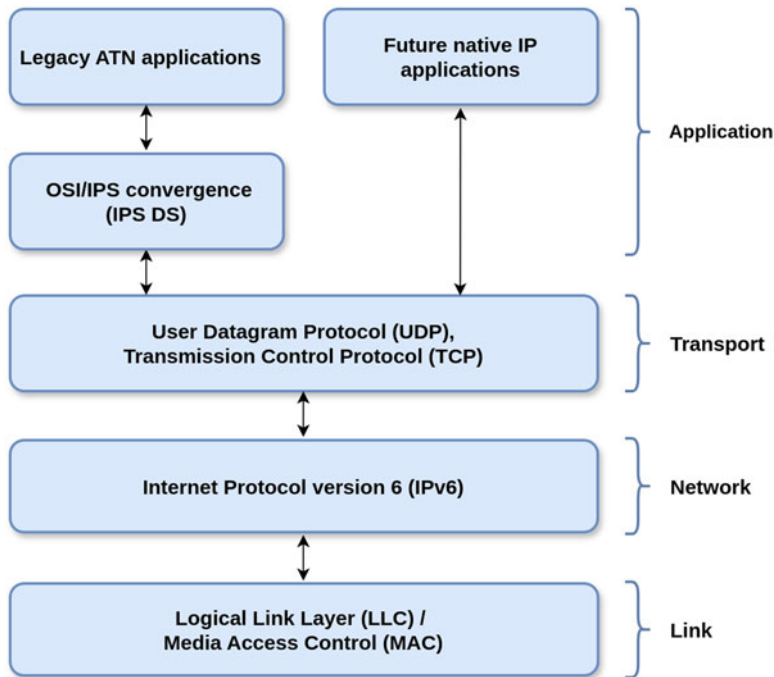 Legacy ATN applications
Future native IP
applications
Application
OSI/IPS convergence
(IPS DS)
User Datagram Protocol (UDP),
Transmission Control Protocol (TCP)
Transport
Internet Protocol version 6 (IPv6)
Network
Logical Link Layer (LLC) /
Media Access Control (MAC)
Link